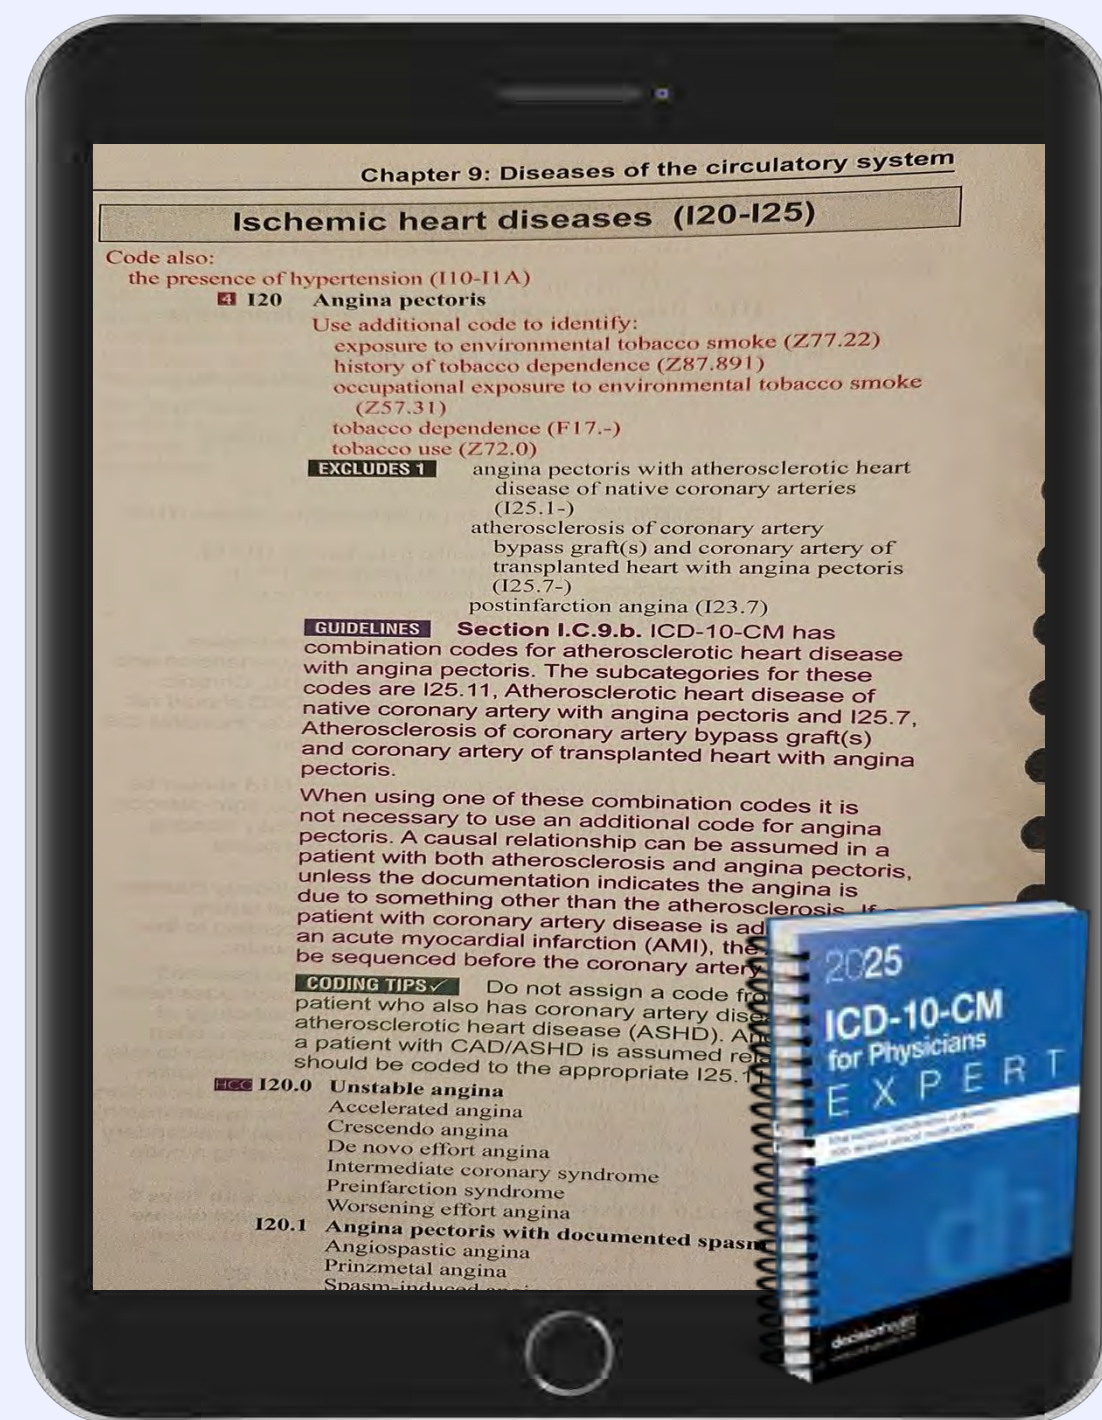 Chapter 9: Diseases of the circulatory system
Ischemic heart diseases (I20-I25)
Code also:
the presence of hypertension (I10-I1A)
4 I20 Angina pectoris
Use additional code to identify:
exposure to environmental tobacco smoke (Z77.22)
history of tobacco dependence (Z87.891)
occupational exposure to environmental tobacco smoke
(Z57.31)
tobacco dependence (F17.-)
tobacco use (Z72.0)
EXCLUDES 1 angina pectoris with atherosclerotic heart
disease of native coronary arteries
(I25.1-)
atherosclerosis of coronary artery
bypass graft(s) and coronary artery of
transplanted heart with angina pectoris
(I25.7-)
postinfarction angina (I23.7)
GUIDELINES Section I.C.9.b. ICD-10-CM has
combination codes for atherosclerotic heart disease
with angina pectoris. The subcategories for these
codes are I25.11, Atherosclerotic heart disease of
native coronary artery with angina pectoris and I25.7,
Atherosclerosis of coronary artery bypass graft(s)
and coronary artery of transplanted heart with angina
pectoris.
When using one of these combination codes it is
not necessary to use an additional code for angina
pectoris. A causal relationship can be assumed in a
patient with both atherosclerosis and angina pectoris,
unless the documentation indicates the angina is
due to something other than the atherosclerosis. If
patient with coronary artery disease is
an acute myocardial infarction (AMI),
be sequenced before the coronary artery
CODING TIPS✓ Do not assign a code
patient who also has coronary artery
atherosclerotic heart disease (ASHD).
a patient with CAD/ASHD is assumed
should be coded to the appropriate
HCC I20.0 Unstable angina
Accelerated angina
Crescendo angina
De novo effort angina
Intermediate coronary syndrome
Preinfarction syndrome
Worsening effort angina
I20.1 Angina pectoris with documented
Angiospastic angina
Prinzmetal angina
Spasm-induced
2025
ICD-10-CM
for Physicians
EXPERT
dh
decisionhealth